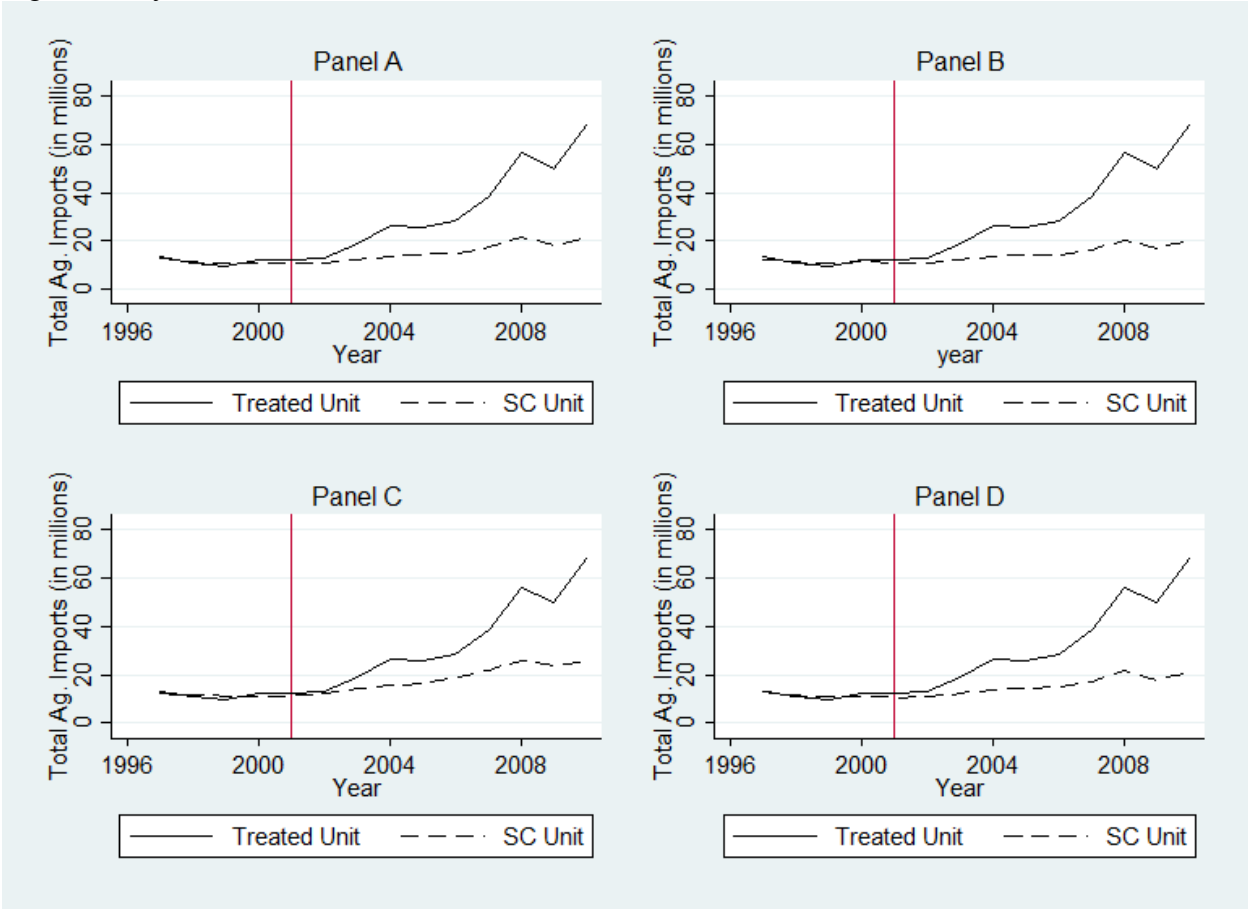 Panel A
Total Ag. Imports (in millions)
80
60
40
20
0
1996 2000 2004 2008
Year
Treated Unit SC Unit
Panel B
Total Ag. Imports (in millions)
80
60
40
20
0
1996 2000 2004 2008
year
Treated Unit SC Unit
Panel C
Total Ag. Imports (in millions)
80
60
40
20
0
1996 2000 2004 2008
Year
Treated Unit SC Unit
Panel D
Total Ag. Imports (in millions)
80
60
40
20
0
1996 2000 2004 2008
Year
Treated Unit SC Unit